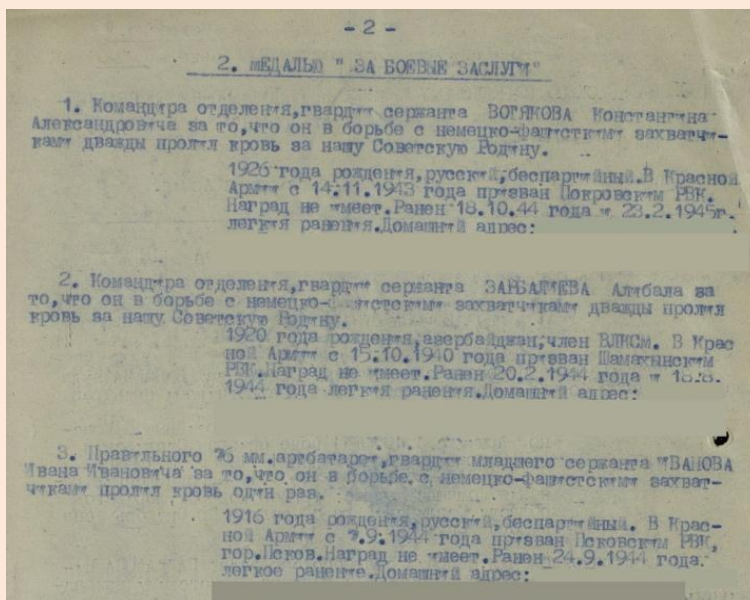 - 2 -
2. МЕДАЛЬЮ " ЗА БОЕВЫЕ ЗАСЛУГИ"
1. Командира отделения, гвардии сержанта ВОТЯКОВА Константина
Александровича за то, что он в борьбе с немецко-фашисткими захватчи-
ками дважды пролил кровь за нашу Советскую Родину.
1926 года рождения, русский, беспартийный. В Красной
Армии с 14.11.1943 года призван Покровским РВК.
Наград не имеет. Ранен 18.10.44 года и 23.2.1945г.
легкия ранения. Домашний адрес:
2. Командира отделения, гвардии сержанта ЗАРБАЛИЕВА Алибала за
то, что он в борьбе с немецко-фашистскими захватчиками дважды пролил
кровь за нашу Советскую Родину.
1920 года рождения, азербайджан, член ВЛКСМ. В Крас
ной Армии с 15.10.1940 года призван Шамахынским
РВК. Наград не имеет. Ранен 20.2.1944 года и 18.8.
1944 года легкия ранения. Домашний адрес:
3. Правильного 76 мм. артбатареи, гвардии младшего сержанта ИВАНОВА
Ивана Ивановича за то, что он в борьбе с немецко-фашистскими захват-
чиками пролил кровь один раз.
1916 года рождения, русский, беспартийный. В Крас-
ной Армии с 7.9.1944 года призван Псковским РВК,
гор. Псков. Наград не имеет. Ранен 24.9.1944 года.
легкое ранение. Домашний адрес: